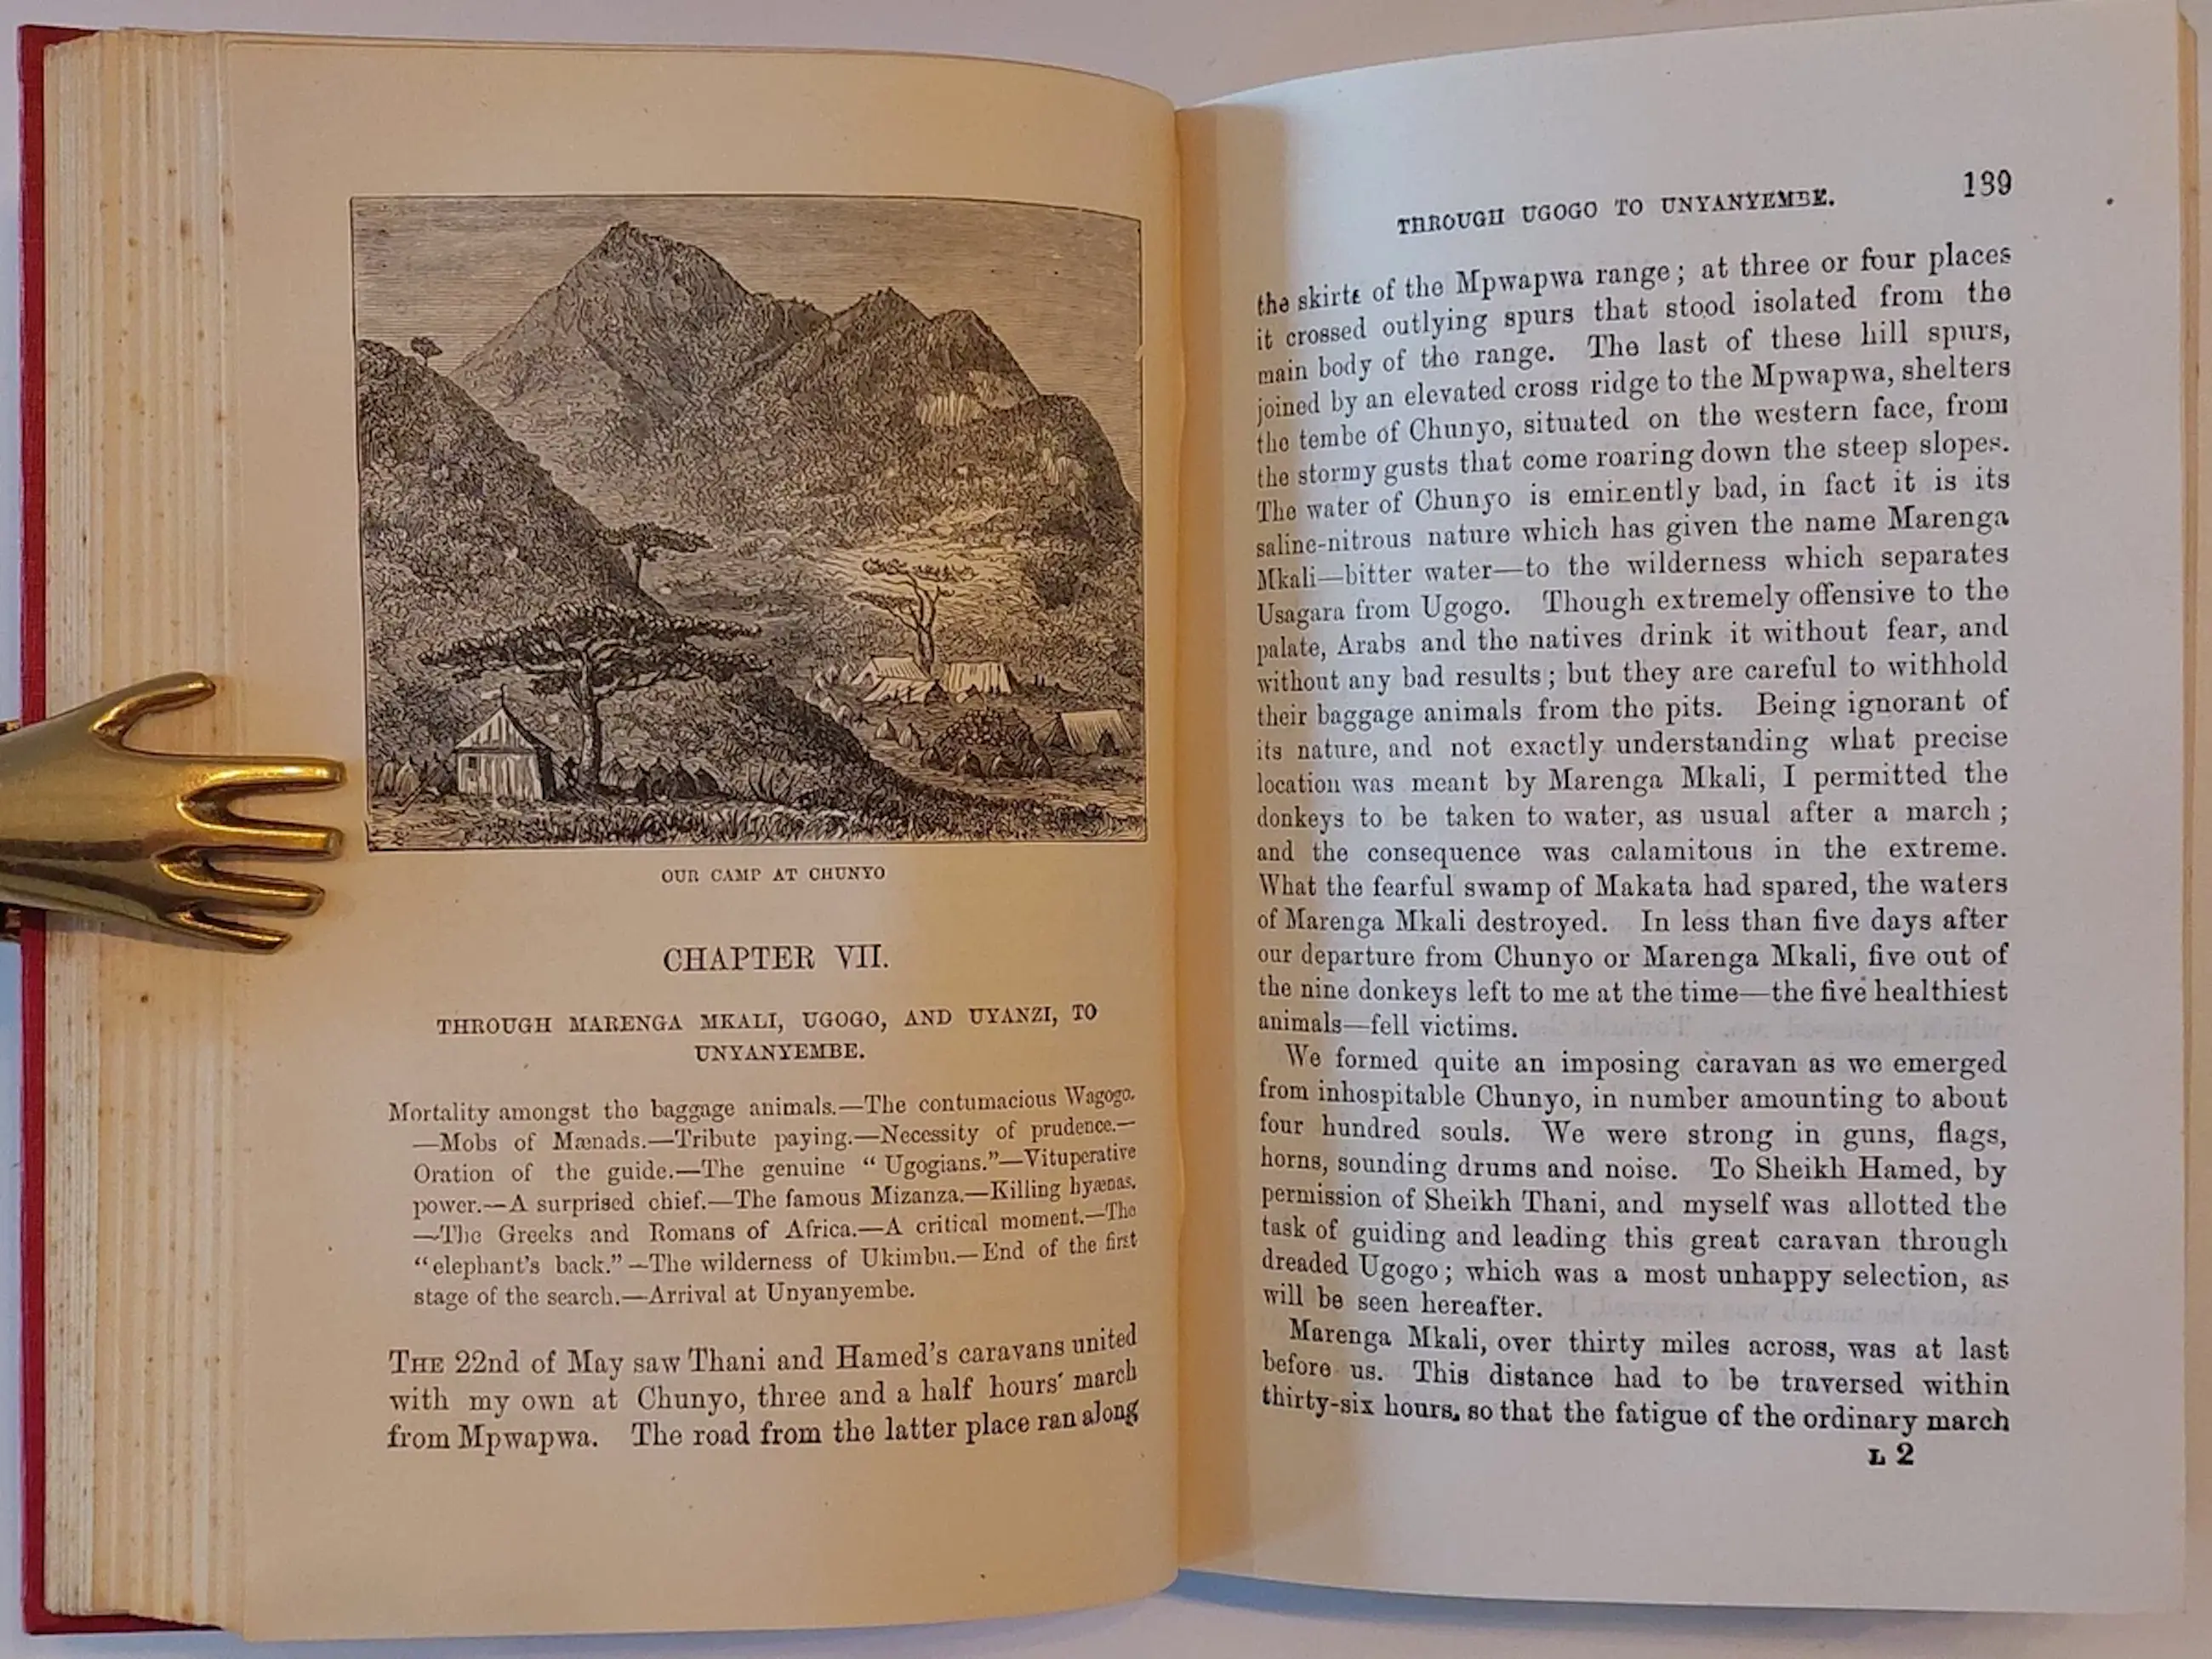 OUR CAMP AT CHUNYO
CHAPTER VII.
THROUGH MARENGA MKALI, UGOGO, AND UYANZI, TO
UNYANYEMBE.
Mortality amongst the baggage animals.—The contumacious Wagogo.
—Mobs of Mænads.—Tribute paying.—Necessity of prudence.—
Oration of the guide.—The genuine “Ugogians.”—Vituperative
power.—A surprised chief.—The famous Mizanza.—Killing hyænas.
—The Greeks and Romans of Africa.—A critical moment.—The
“elephant's back.”—The wilderness of Ukimbu.—End of the first
stage of the search.—Arrival at Unyanyembe.
THE 22nd of May saw Thani and Hamed's caravans united
with my own at Chunyo, three and a half hours' march
from Mpwapwa. The road from the latter place ran along
THROUGH UGOGO TO UNYANYEMBE. 139
the skirts of the Mpwapwa range; at three or four places
it crossed outlying spurs that stood isolated from the
main body of the range. The last of these hill spurs,
joined by an elevated cross ridge to the Mpwapwa, shelters
the tembe of Chunyo, situated on the western face, from
the stormy gusts that come roaring down the steep slopes.
The water of Chunyo is eminently bad, in fact it is its
saline-nitrous nature which has given the name Marenga
Mkali—bitter water—to the wilderness which separates
Usagara from Ugogo. Though extremely offensive to the
palate, Arabs and the natives drink it without fear, and
without any bad results; but they are careful to withhold
their baggage animals from the pits. Being ignorant of
its nature, and not exactly understanding what precise
location was meant by Marenga Mkali, I permitted the
donkeys to be taken to water, as usual after a march;
and the consequence was calamitous in the extreme.
What the fearful swamp of Makata had spared, the waters
of Marenga Mkali destroyed. In less than five days after
our departure from Chunyo or Marenga Mkali, five out of
the nine donkeys left to me at the time—the five healthiest
animals—fell victims.
We formed quite an imposing caravan as we emerged
from inhospitable Chunyo, in number amounting to about
four hundred souls. We were strong in guns, flags,
horns, sounding drums and noise. To Sheikh Hamed, by
permission of Sheikh Thani, and myself was allotted the
task of guiding and leading this great caravan through
dreaded Ugogo; which was a most unhappy selection, as
will be seen hereafter.
Marenga Mkali, over thirty miles across, was at last
before us. This distance had to be traversed within
thirty-six hours, so that the fatigue of the ordinary march
L 2